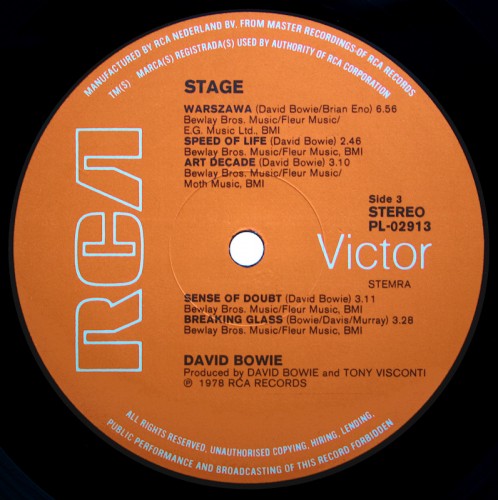 MANUFACTURED BY RCA NEDERLAND BV. FROM MASTER RECORDINGS OF RCA RECORDS
TM(S) MARCA(S) REGISTRADA(S) USED BY AUTHORITY OF RCA CORPORATION
STAGE
WARSZAWA (David Bowie/Brian Eno) 6.56
Bewlay Bros. Music/Fleur Music/
E.G. Music Ltd., BMI
SPEED OF LIFE (David Bowie) 2.46
Bewlay Bros. Music/Fleur Music, BMI
ART DECADE (David Bowie) 3.10
Bewlay Bros. Music/Fleur Music/
Moth Music, BMI
Side 3
STEREO
PL-02913
RCA
Victor
STEMRA
SENSE OF DOUBT (David Bowie) 3.11
Bewlay Bros. Music/Fleur Music, BMI
BREAKING GLASS (Bowie/Davis/Murray) 3.28
Bewlay Bros. Music/Fleur Music, BMI
DAVID BOWIE
Produced by DAVID BOWIE and TONY VISCONTI
℗ 1978 RCA RECORDS
ALL RIGHTS RESERVED, UNAUTHORISED COPYING, HIRING, LENDING,
PUBLIC PERFORMANCE AND BROADCASTING OF THIS RECORD FORBIDDEN